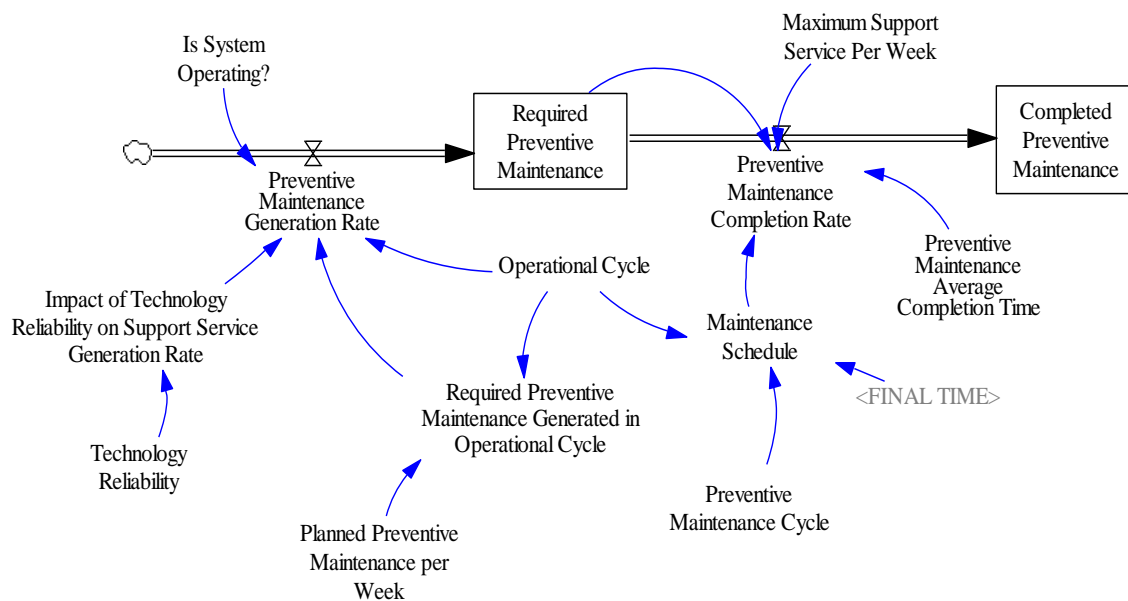 Is System
Operating?
Maximum Support
Service Per Week
Required
Preventive
Maintenance
Completed
Preventive
Maintenance
Preventive
Maintenance
Generation Rate
Preventive
Maintenance
Completion Rate
Operational Cycle
Preventive
Maintenance
Average
Completion Time
Impact of Technology
Reliability on Support Service
Generation Rate
Maintenance
Schedule
Required Preventive
Maintenance Generated in
Operational Cycle
<FINAL TIME>
Technology
Reliability
Preventive
Maintenance Cycle
Planned Preventive
Maintenance per
Week